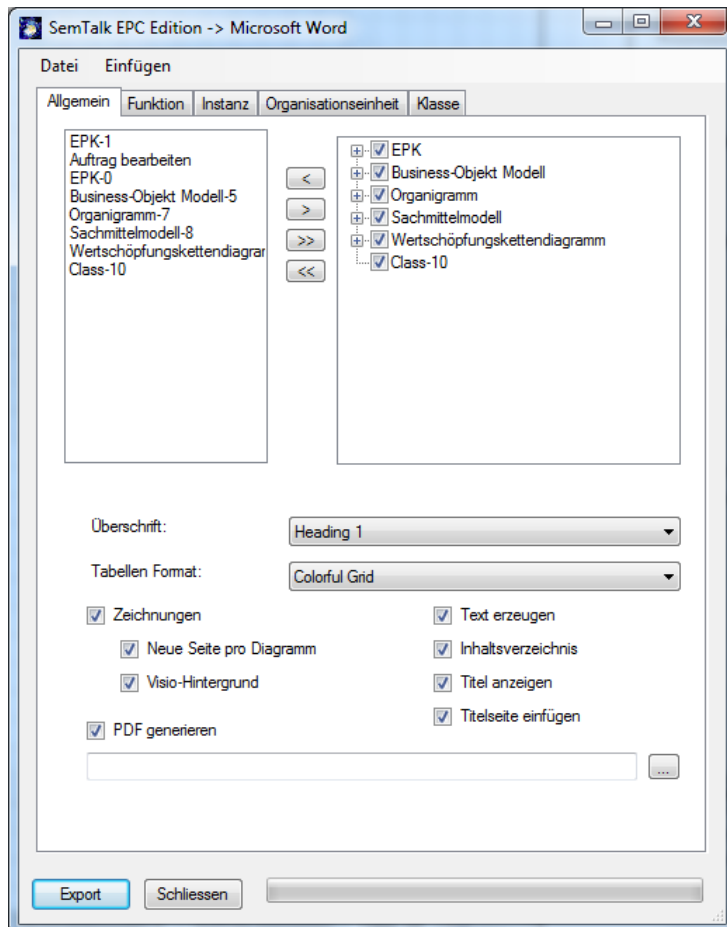 SemTalk EPC Edition -> Microsoft Word
Datei Einfügen
Allgemein Funktion Instanz Organisationseinheit Klasse
EPK-1
Auftrag bearbeiten
EPK-0
Business-Objekt Modell-5
Organigramm-7
Sachmittelmodell-8
Wertschöpfungskettendiagrar
Class-10
<
>
>>
<<
EPK
Business-Objekt Modell
Organigramm
Sachmittelmodell
Wertschöpfungskettendiagramm
Class-10
Überschrift:
Heading 1
Tabellen Format:
Colorful Grid
Zeichnungen
Neue Seite pro Diagramm
Visio-Hintergrund
PDF generieren
Text erzeugen
Inhaltsverzeichnis
Titel anzeigen
Titelseite einfügen
...
Export Schliessen